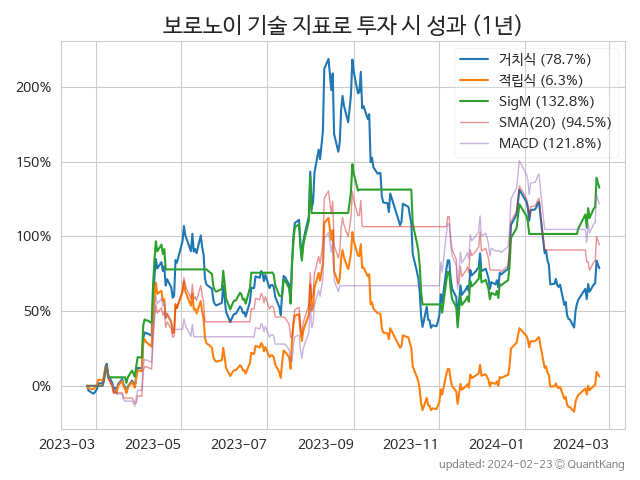 보로노이 기술 지표로 투자 시 성과 (1년)
거치식 (78.7%)
적립식 (6.3%)
SigM (132.8%)
SMA(20) (94.5%)
MACD (121.8%)
200%
150%
100%
50%
0%
2023-03 2023-05 2023-07 2023-09 2023-11 2024-01 2024-03
updated: 2024-02-23 ⓒ QuantKang